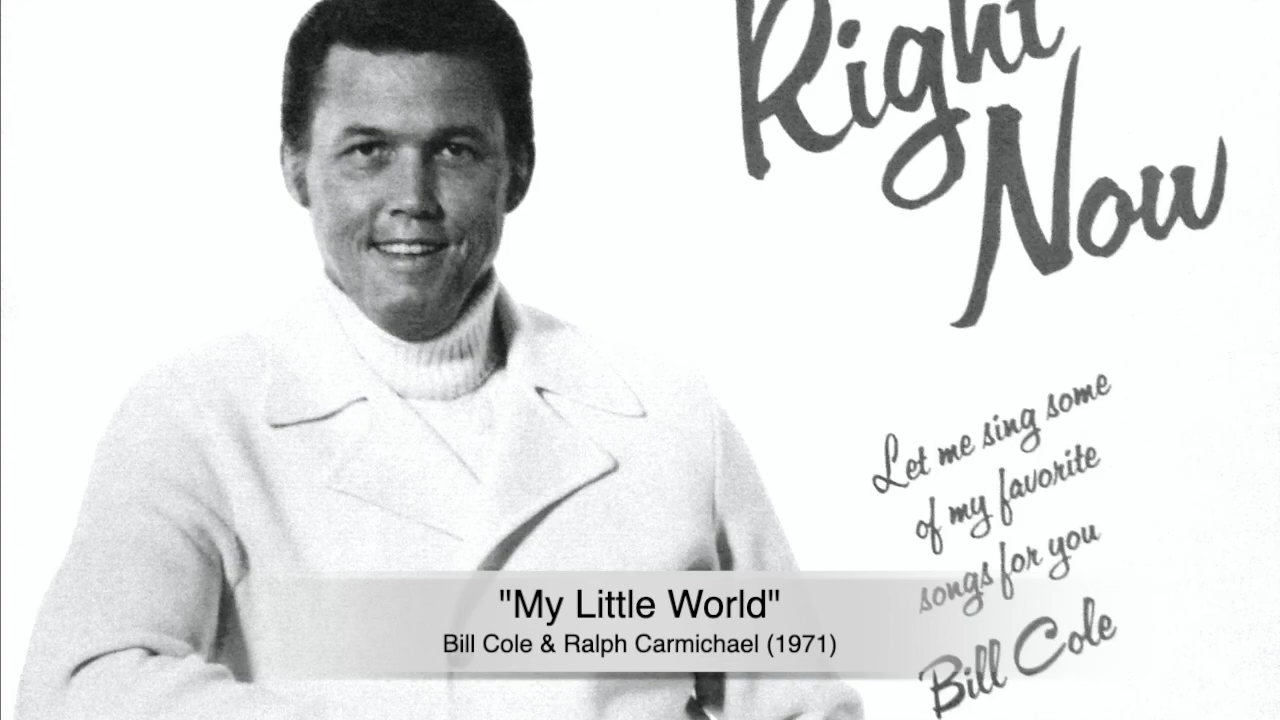 Right
Now
Let me sing some
of my favorite
songs for you
Bill Cole
"My Little World"
Bill Cole & Ralph Carmichael (1971)